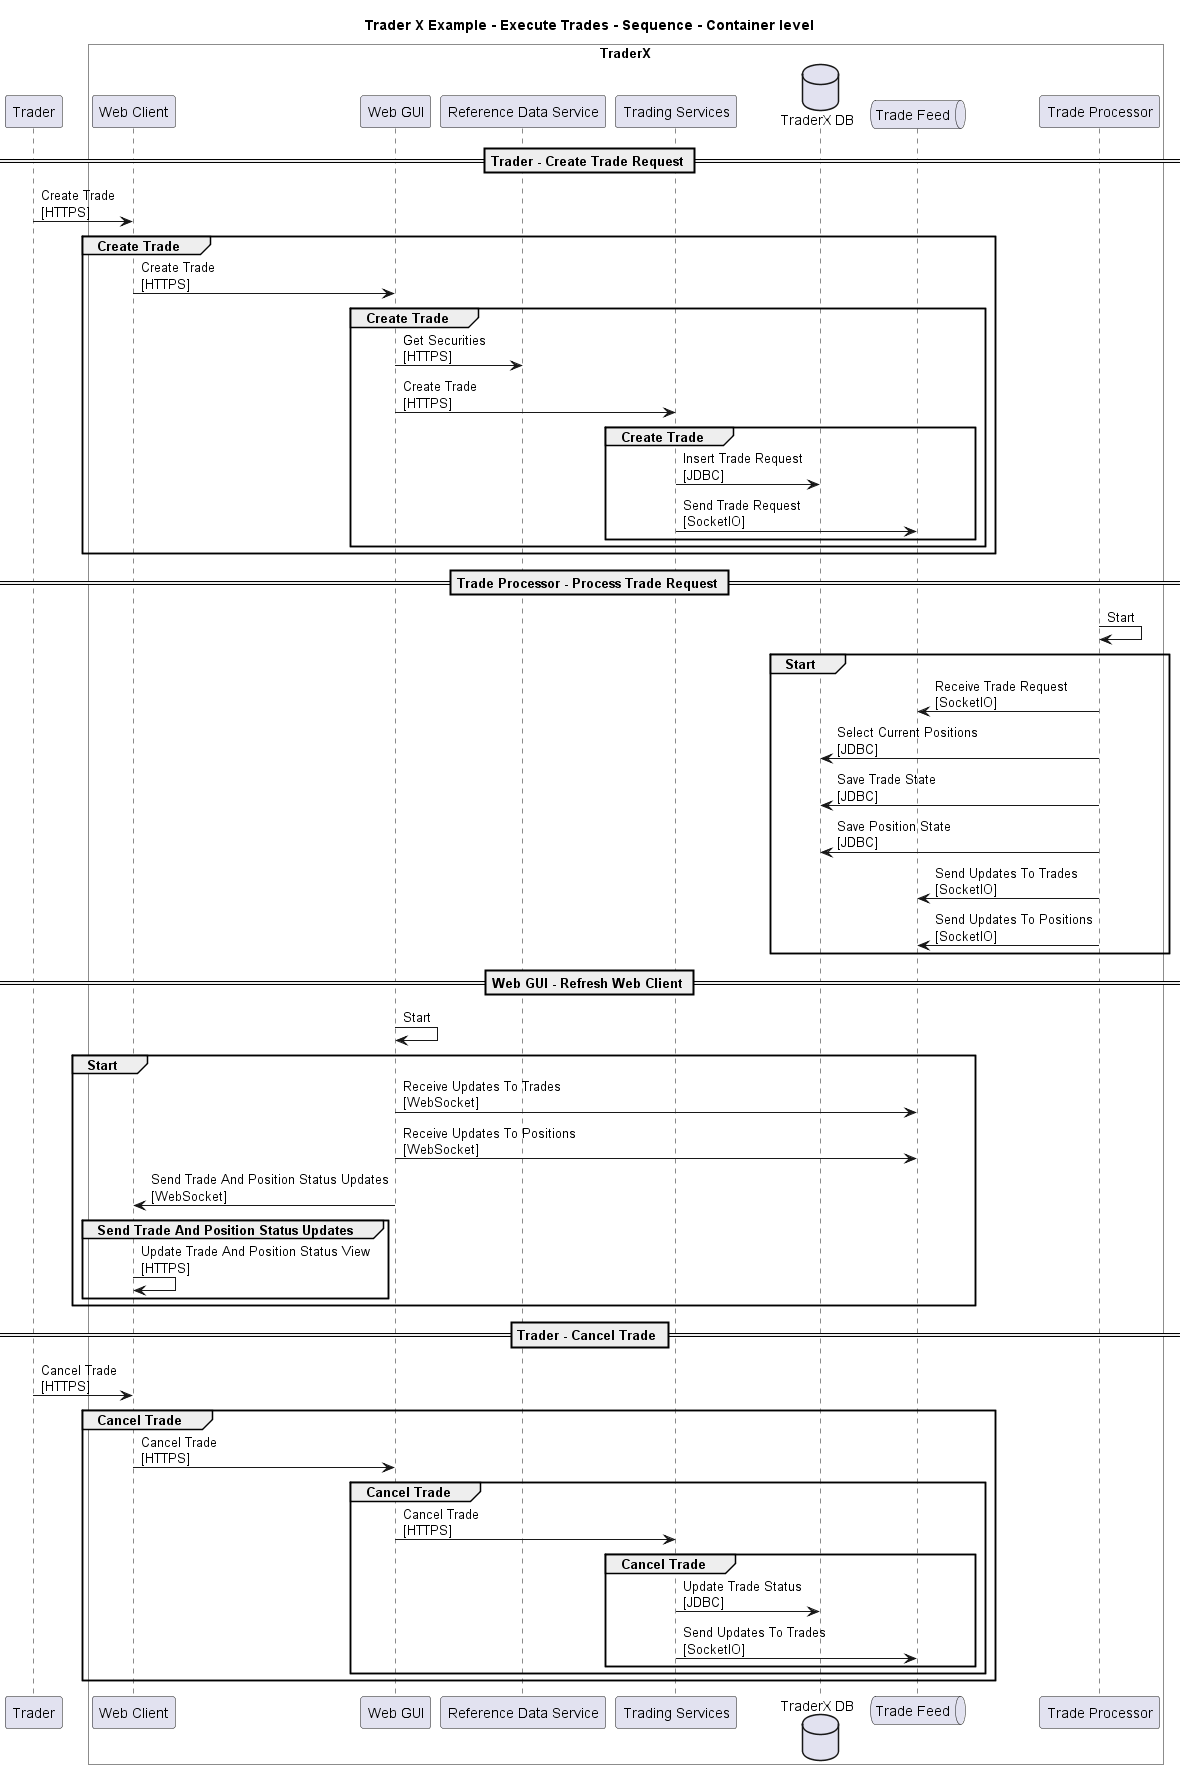 Trader X Example - Execute Trades - Sequence - Container level
TraderX
Trader
Web Client
Web GUI
Reference Data Service
Trading Services
TraderX DB
Trade Feed
Trade Processor
Trader - Create Trade Request
Create Trade
[HTTPS]
Create Trade
Create Trade
[HTTPS]
Create Trade
Get Securities
[HTTPS]
Create Trade
[HTTPS]
Create Trade
Insert Trade Request
[JDBC]
Send Trade Request
[SocketIO]
Trade Processor - Process Trade Request
Start
Start
Receive Trade Request
[SocketIO]
Select Current Positions
[JDBC]
Save Trade State
[JDBC]
Save Position State
[JDBC]
Send Updates To Trades
[SocketIO]
Send Updates To Positions
[SocketIO]
Web GUI - Refresh Web Client
Start
Start
Receive Updates To Trades
[WebSocket]
Receive Updates To Positions
[WebSocket]
Send Trade And Position Status Updates
[WebSocket]
Send Trade And Position Status Updates
Update Trade And Position Status View
[HTTPS]
Trader - Cancel Trade
Cancel Trade
[HTTPS]
Cancel Trade
Cancel Trade
[HTTPS]
Cancel Trade
Cancel Trade
[HTTPS]
Cancel Trade
Update Trade Status
[JDBC]
Send Updates To Trades
[SocketIO]
Trader
Web Client
Web GUI
Reference Data Service
Trading Services
TraderX DB
Trade Feed
Trade Processor